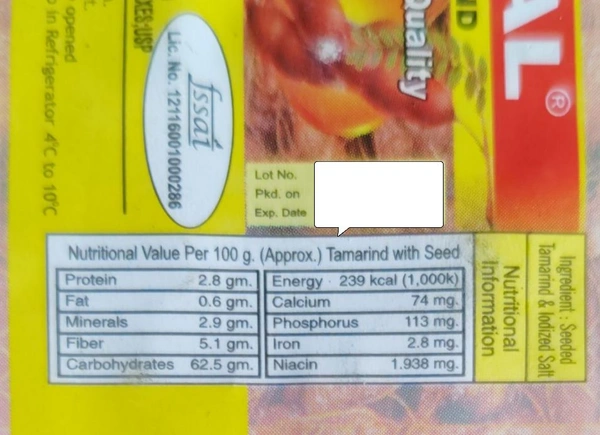 AL®
ND
Quality
XES,USP
opened
in Refrigerator 4°C to 10°C
fssai
Lic. No. 12116001000286
Lot No.
Pkd. on
Exp. Date
Nutritional Value Per 100 g. (Approx.) Tamarind with Seed
Protein 2.8 gm. Energy 239 kcal (1,000k)
Fat 0.6 gm. Calcium 74 mg.
Minerals 2.9 gm. Phosphorus 113 mg.
Fiber 5.1 gm. Iron 2.8 mg.
Carbohydrates 62.5 gm. Niacin 1.938 mg.
Nutritional
Information
Ingredient : Seeded
Tamarind & Iodized Salt